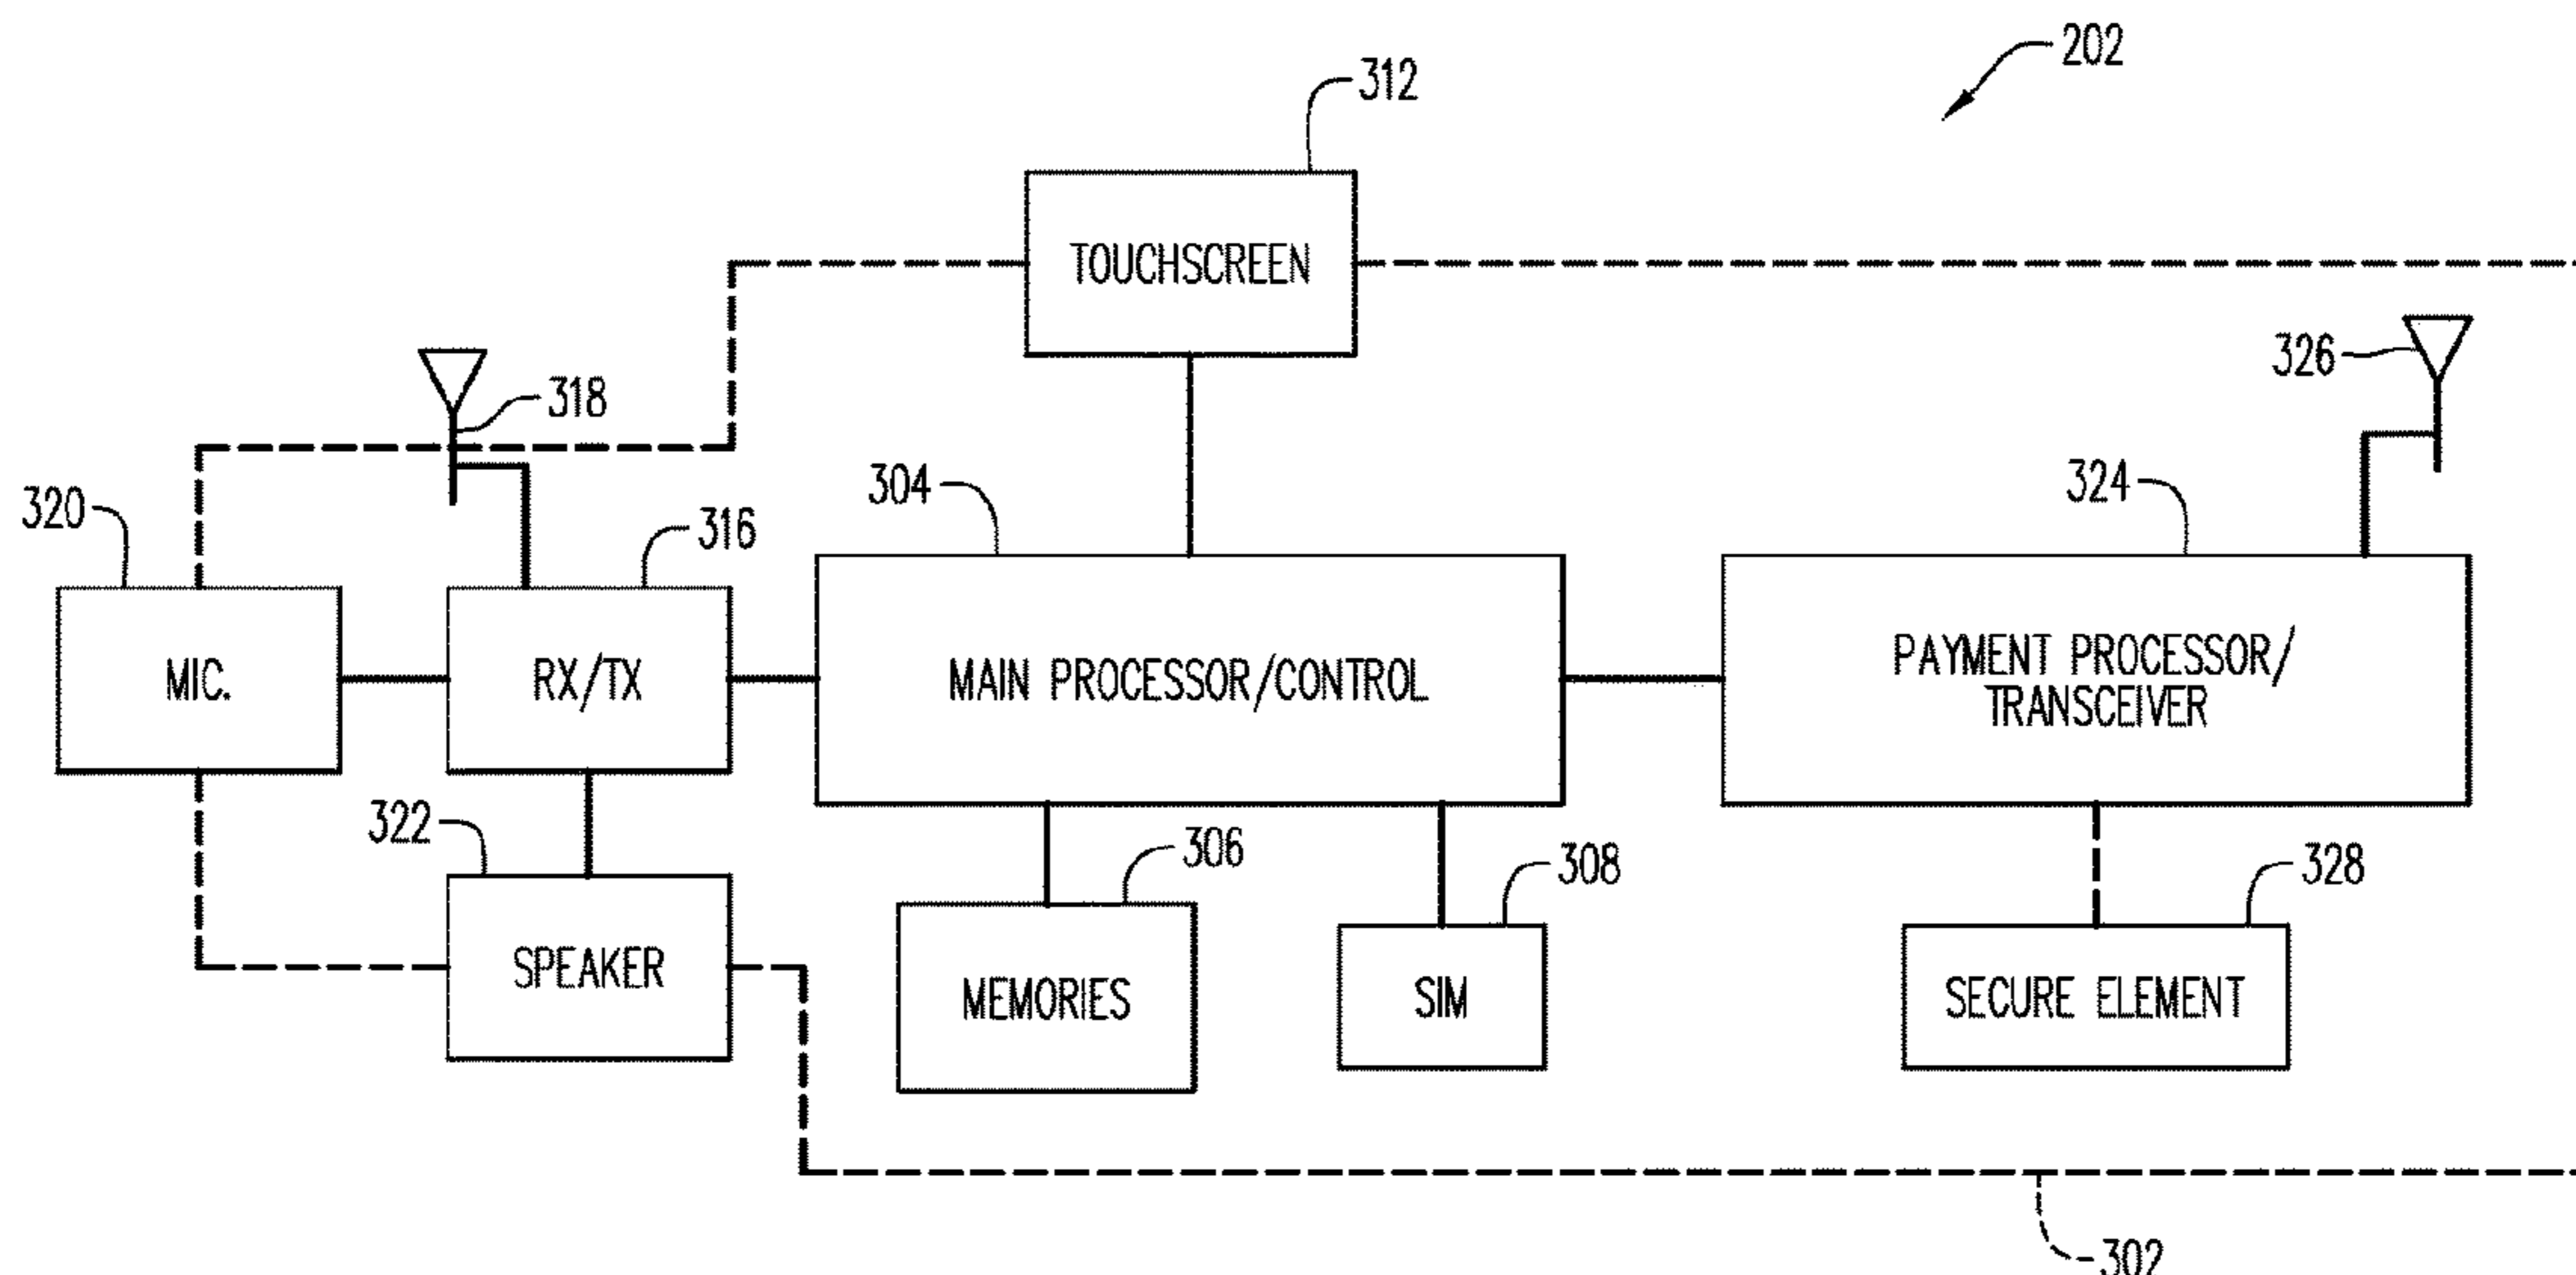 202
312
TOUCHSCREEN
326
318
304
324
320
316
MIC.
RX/TX
MAIN PROCESSOR/CONTROL
PAYMENT PROCESSOR/
TRANSCEIVER
322
306
308
328
SPEAKER
MEMORIES
SIM
SECURE ELEMENT
302